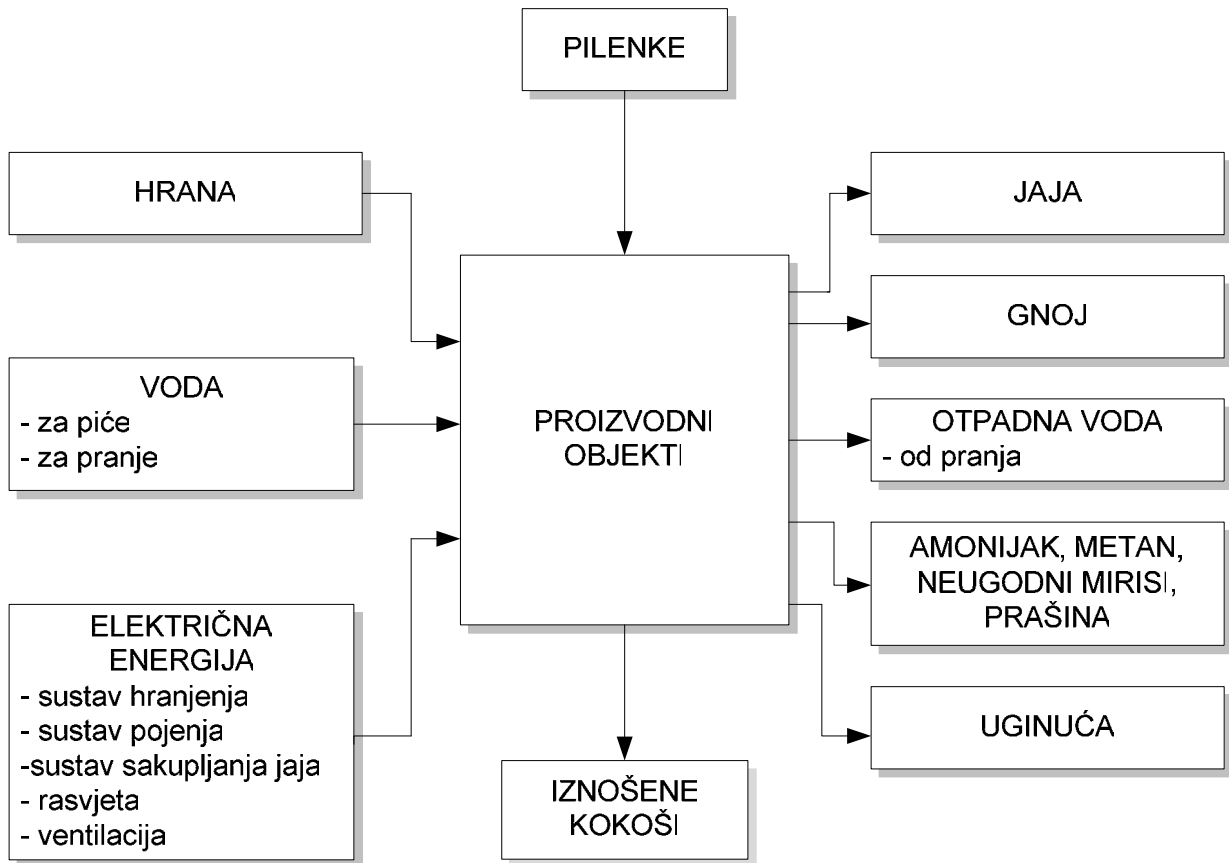 PILENKE
HRANA
VODA
- za piće
- za pranje
ELEKTRIČNA
ENERGIJA
- sustav hranjenja
- sustav pojenja
-sustav sakupljanja jaja
- rasvjeta
- ventilacija
PROIZVODNI
OBJEKTI
IZNOŠENE
KOKOŠI
JAJA
GNOJ
OTPADNA VODA
- od pranja
AMONIJAK, METAN,
NEUGODNI MIRISI,
PRAŠINA
UGINUĆA